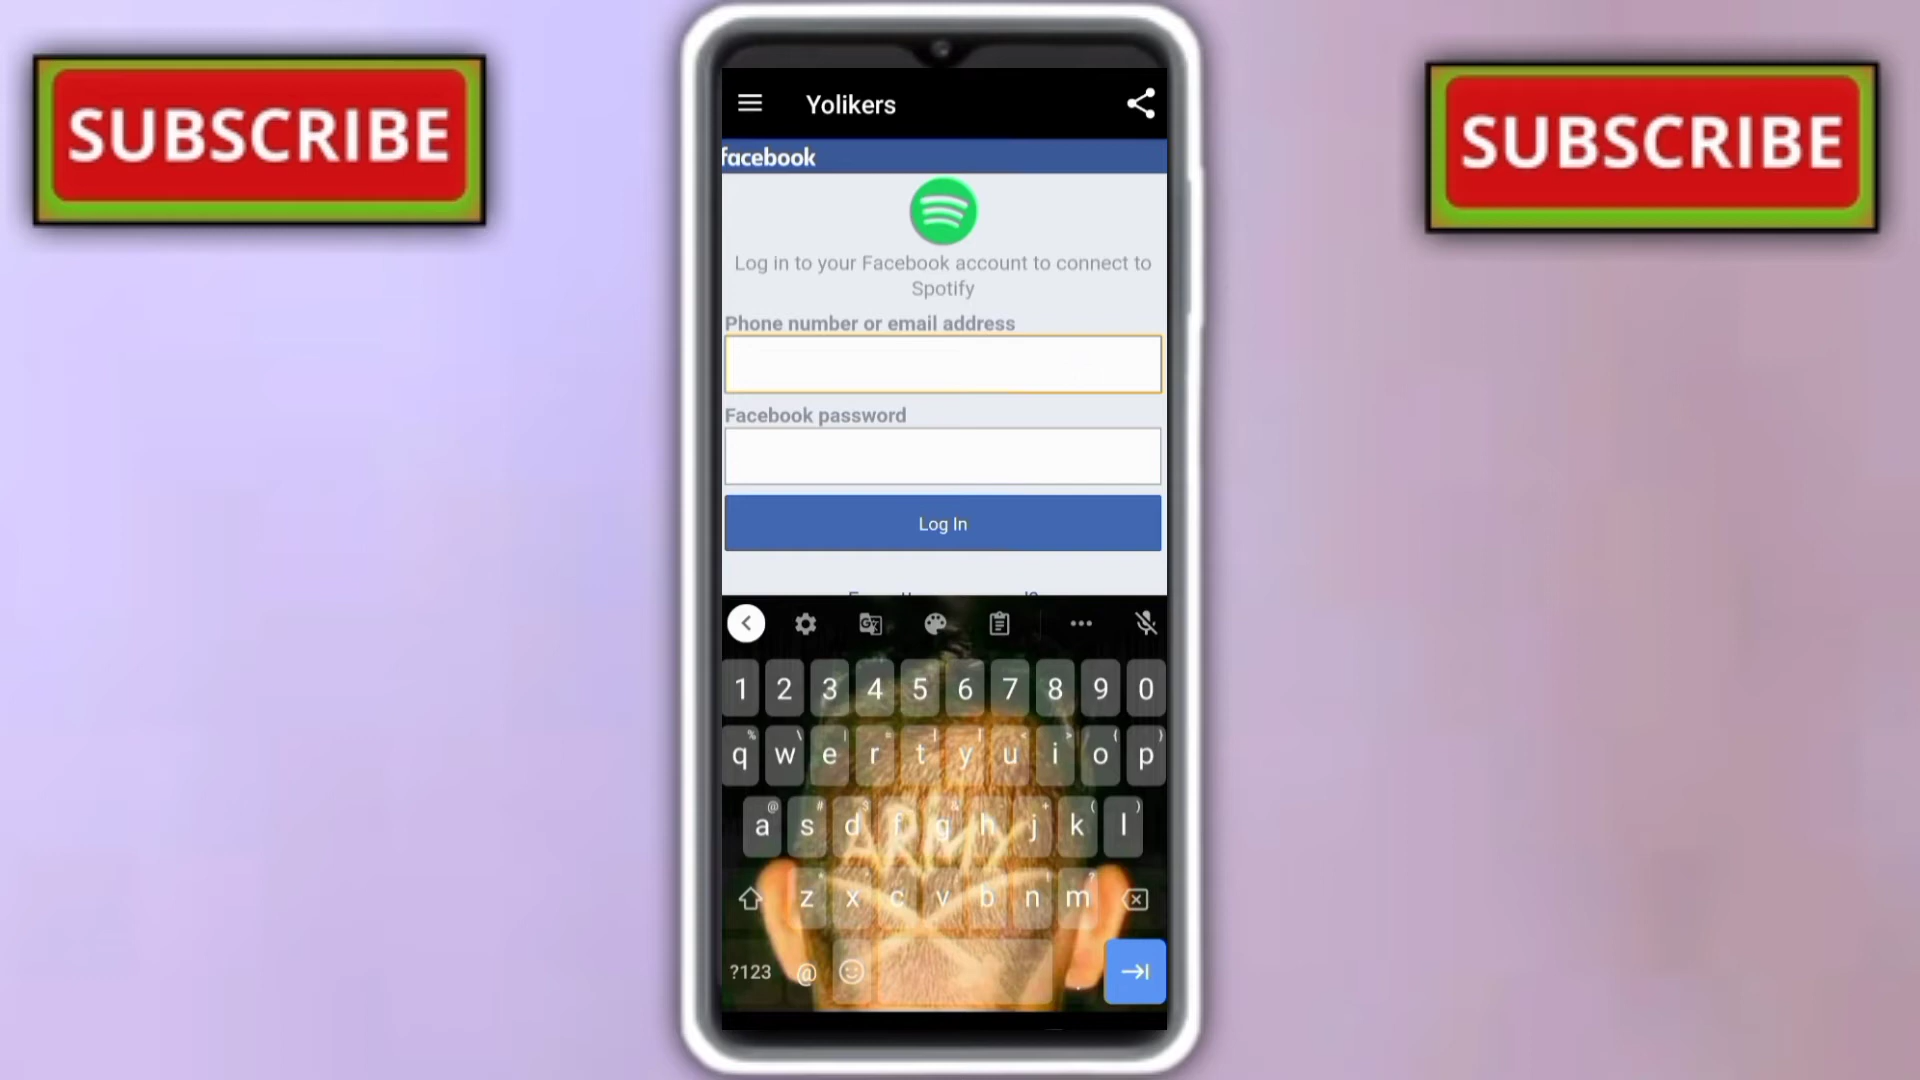 SUBSCRIBE
SUBSCRIBE
Yolikers
facebook
Log in to your Facebook account to connect to
Spotify
Phone number or email address
Facebook password
Log In
1 2 3 4 5 6 7 8 9 0
q w e r t y u i o p
a s d f g h j k l
ARMY
z x c v b n m
?123 @ .